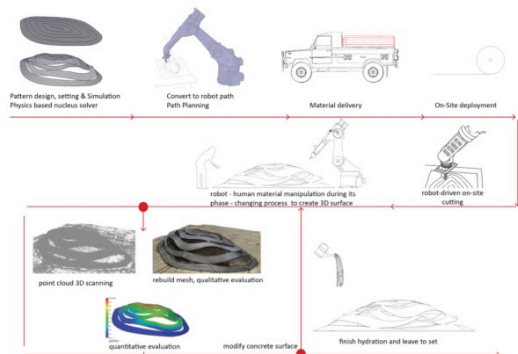 Pattern design, setting & Simulation
Physics based nucleus solver
Convert to robot path
Path Planning
Material delivery
On-Site deployment
robot - human material manipulation during its
phase - changing process to create 3D surface
robot-driven on-site
cutting
point cloud 3D scanning
rebuild mesh, qualitative evaluation
quantitative evaluation
modify concrete surface
finish hydration and leave to set